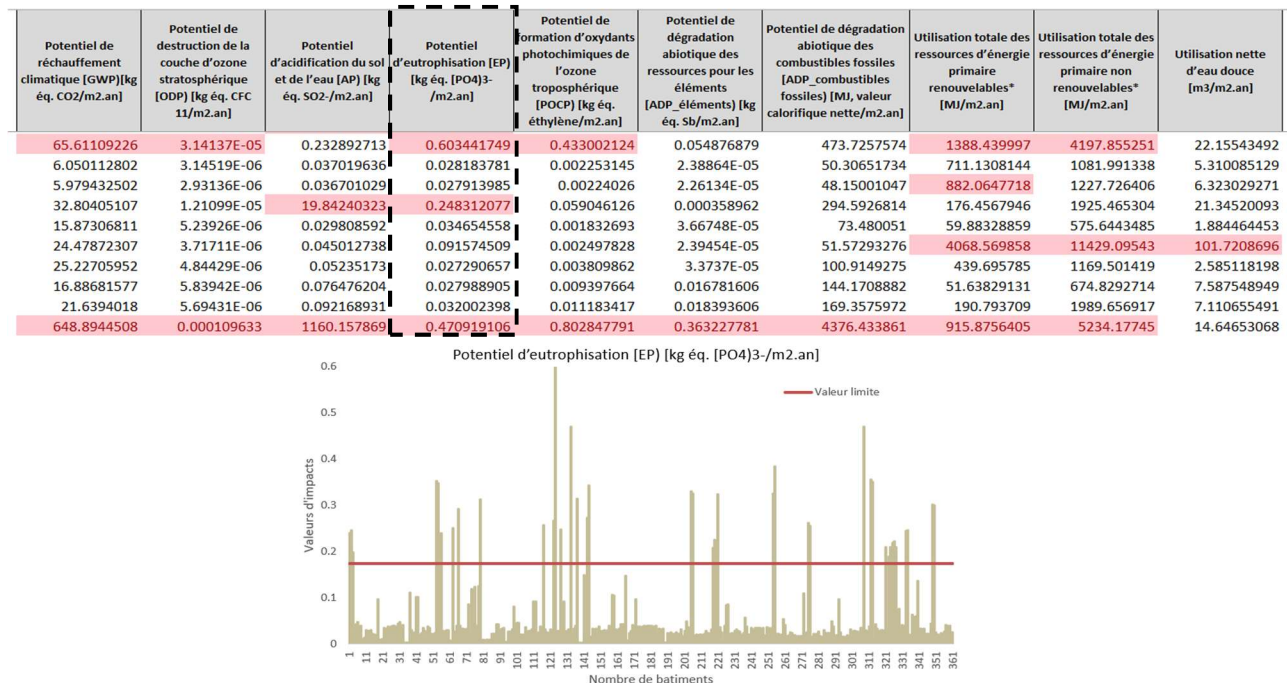 Potentiel de réchauffement climatique [GWP][kg éq. CO2/m2.an]
Potentiel de destruction de la couche d'ozone stratosphérique [ODP) [kg éq. CFC 11/m2.an]
Potentiel d'acidification du sol et de l'eau [AP) [kg éq. SO2-/m2.an]
Potentiel d'eutrophisation [EP) [kg éq. [PO4)3-/m2.an]
Potentiel de formation d'oxydants photochimiques de l'ozone troposphérique [POCP) [kg éq. éthylène/m2.an]
Potentiel de dégradation abiotique des ressources pour les éléments [ADP_éléments) [kg éq. Sb/m2.an]
Potentiel de dégradation abiotique des combustibles fossiles [ADP_combustibles fossiles) [MJ, valeur calorifique nette/m2.an]
Utilisation totale des ressources d'énergie primaire renouvelables* [MJ/m2.an]
Utilisation totale des ressources d'énergie primaire non renouvelables* [MJ/m2.an]
Utilisation nette d'eau douce [m3/m2.an]
65.61109226 3.14137E-05 0.232892713 0.603441749 0.433002124 0.054876879 473.7257574 1388.439997 4197.855251 22.15543492
6.050112802 3.14519E-06 0.037019636 0.028183781 0.002253145 2.38864E-05 50.30651734 711.1308144 1081.991338 5.310085129
5.979432502 2.93136E-06 0.036701029 0.027913985 0.00224026 2.26134E-05 48.15001047 882.0647718 1227.726406 6.323029271
32.80405107 1.21099E-05 19.84240323 0.248312077 0.059046126 0.000358962 294.5926814 176.4567946 1925.465304 21.34520093
15.87306811 5.23926E-06 0.029808592 0.034654558 0.001832693 3.66748E-05 73.480051 59.88328859 575.6443485 1.884464453
24.47872307 3.71711E-06 0.045012738 0.091574509 0.002497828 2.39454E-05 51.57293276 4068.569858 11429.09543 101.7208696
25.22705952 4.84429E-06 0.05235173 0.027290657 0.003809862 3.3737E-05 100.9149275 439.695785 1169.501419 2.585118198
16.88681577 5.83942E-06 0.076476204 0.027988905 0.009397664 0.016781606 144.1708882 51.63829131 674.8292714 7.587548949
21.6394018 5.69431E-06 0.092168931 0.032002398 0.011183417 0.018393606 169.3575972 190.793709 1989.656917 7.110655491
648.8944508 0.000109633 1160.157869 0.470919106 0.802847791 0.363227781 4376.433861 915.8756405 5234.17745 14.64653068
Potentiel d'eutrophisation [EP) [kg éq. [PO4)3-/m2.an]
Valeur limite
Valeurs d'impacts
0.6
0.5
0.4
0.3
0.2
0.1
0
1 11 21 31 41 51 61 71 81 91 101 111 121 131 141 151 161 171 181 191 201 211 221 231 241 251 261 271 281 291 301 311 321 331 341 351 361
Nombre de batiments